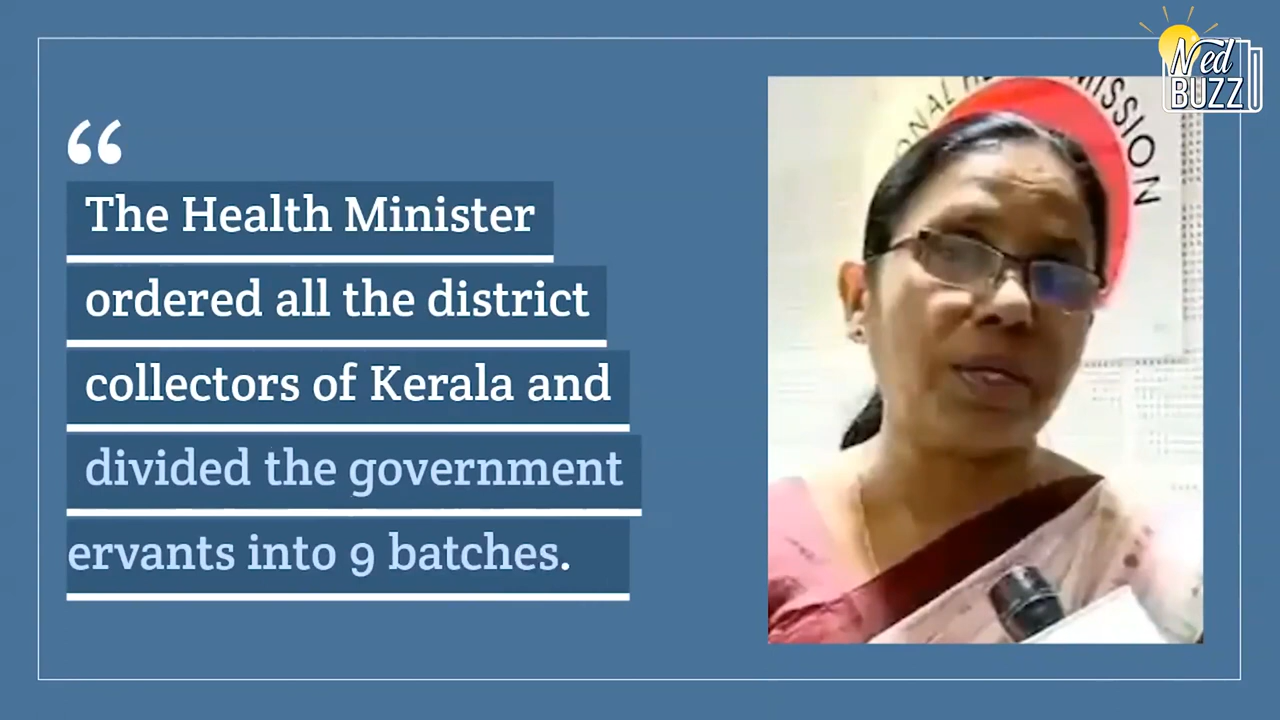 Ned
BUZZ
“
The Health Minister
ordered all the district
collectors of Kerala and
divided the government
ervants into 9 batches.
MISSION